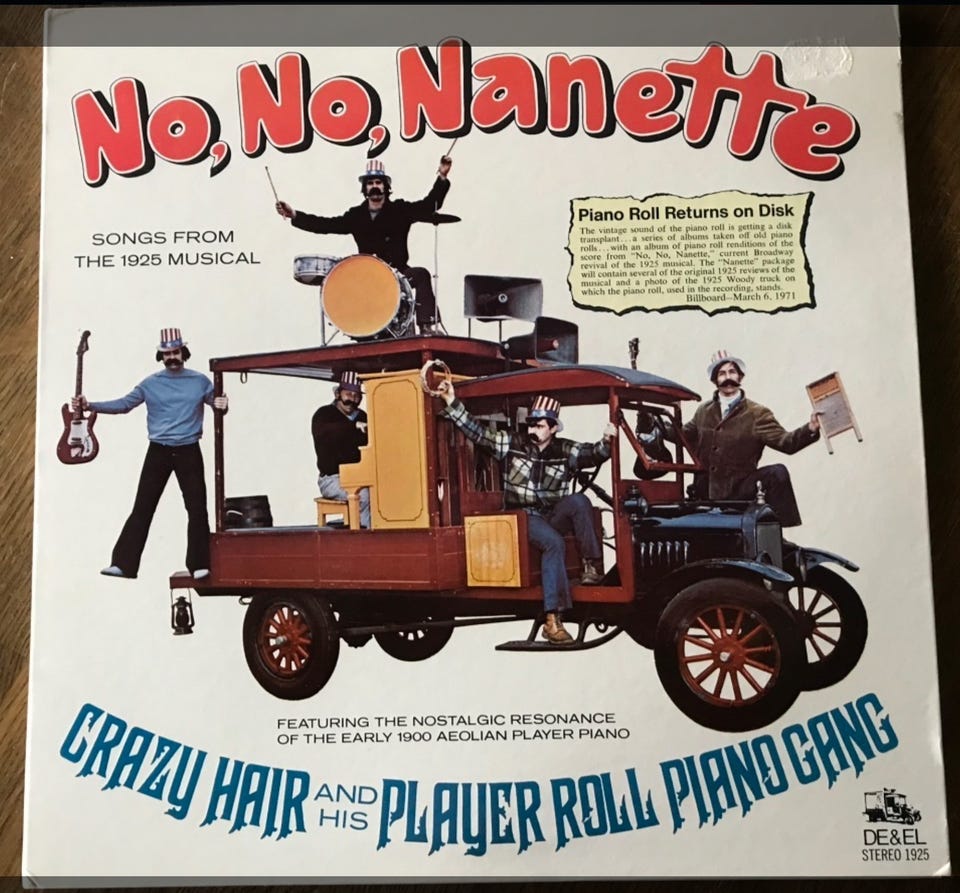 No, No, Nanette
SONGS FROM
THE 1925 MUSICAL
Piano Roll Returns on Disk
The vintage sound of the piano roll is getting a disk
transplant...a series of albums taken off old piano
rolls...with an album of piano roll renditions of the
score from "No, No, Nanette," current Broadway
revival of the 1925 musical. The "Nanette" package
will contain several of the original 1925 reviews of the
musical and a photo of the 1925 Woody truck on
which the piano roll, used in the recording, stands.
Billboard—March 6, 1971
FEATURING THE NOSTALGIC RESONANCE
OF THE EARLY 1900 AEOLIAN PLAYER PIANO
CRAZY HAIR AND HIS PLAYER ROLL PIANO GANG
DE&EL
STEREO 1925